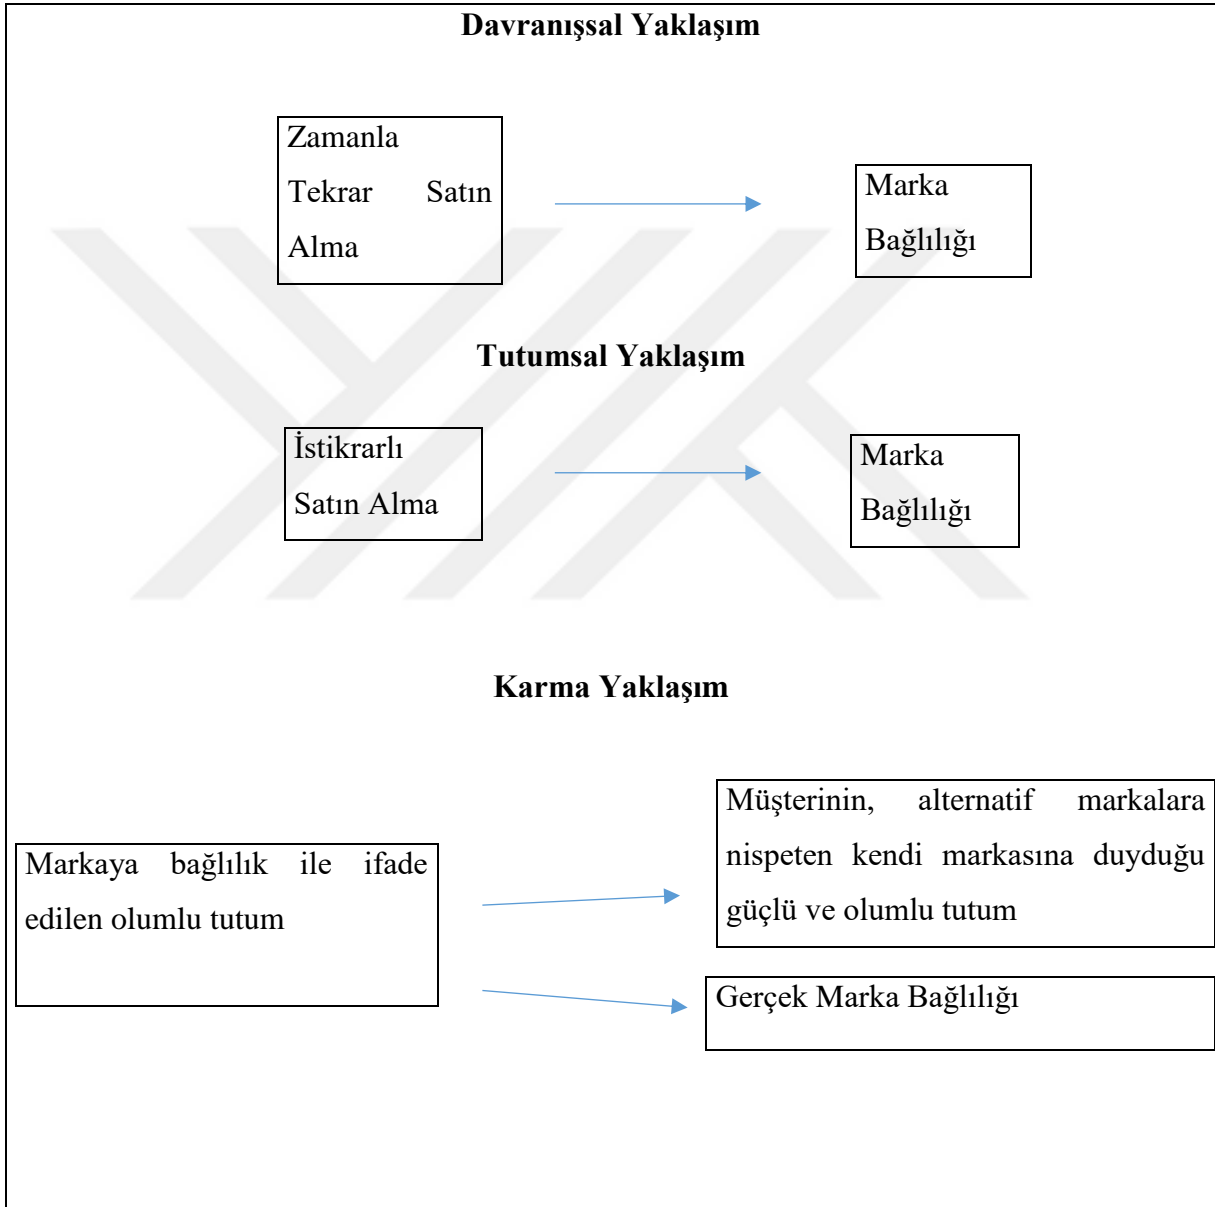 Davranışsal Yaklaşım
Zamanla
Tekrar Satın
Alma
Marka
Bağlılığı
Tutumsal Yaklaşım
İstikrarlı
Satın Alma
Marka
Bağlılığı
Karma Yaklaşım
Markaya bağlılık ile ifade
edilen olumlu tutum
Müşterinin, alternatif markalara
nispeten kendi markasına duyduğu
güçlü ve olumlu tutum
Gerçek Marka Bağlılığı